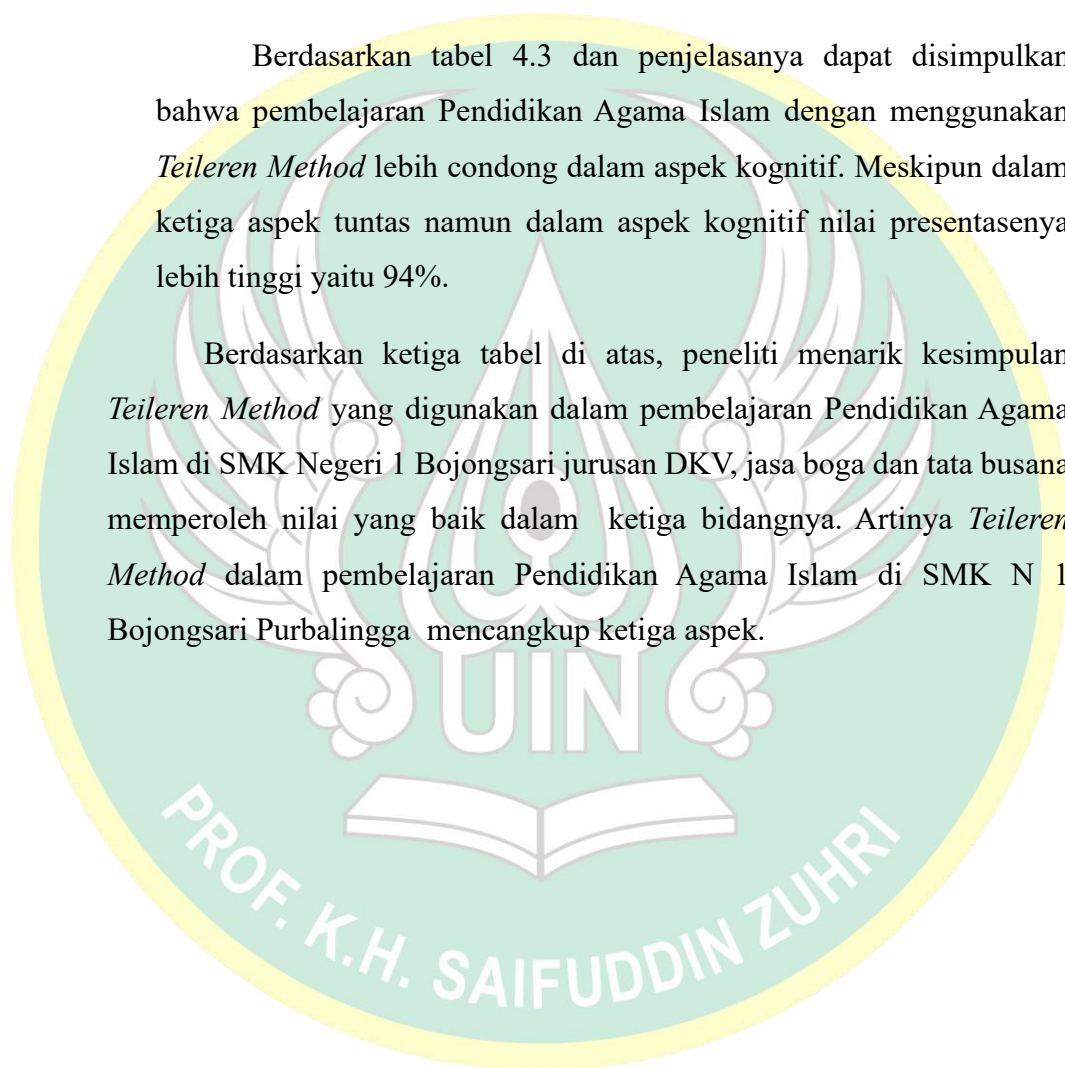 Berdasarkan tabel 4.3 dan penjelasanya dapat disimpulkan
bahwa pembelajaran Pendidikan Agama Islam dengan menggunakan
Teileren Method lebih condong dalam aspek kognitif. Meskipun dalam
ketiga aspek tuntas namun dalam aspek kognitif nilai presentasenya
lebih tinggi yaitu 94%.
Berdasarkan ketiga tabel di atas, peneliti menarik kesimpulan
Teileren Method yang digunakan dalam pembelajaran Pendidikan Agama
Islam di SMK Negeri 1 Bojongsari jurusan DKV, jasa boga dan tata busana
memperoleh nilai yang baik dalam ketiga bidangnya. Artinya Teileren
Method dalam pembelajaran Pendidikan Agama Islam di SMK N 1
Bojongsari Purbalingga mencangkup ketiga aspek.
UIN
PROF. K.H. SAIFUDDIN ZUHRI